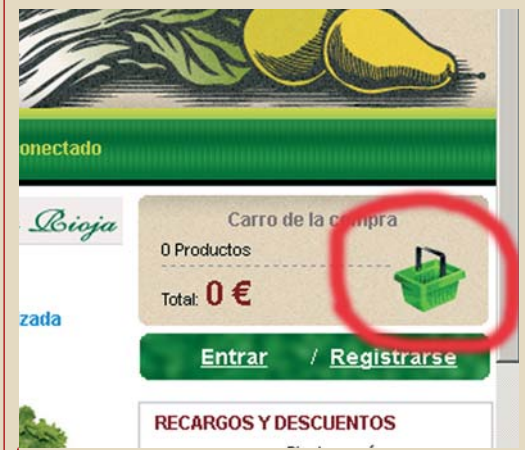 onectado
Rioja
Carro de la compra
0 Productos
Total: 0 €
zada
Entrar / Registrarse
RECARGOS Y DESCUENTOS